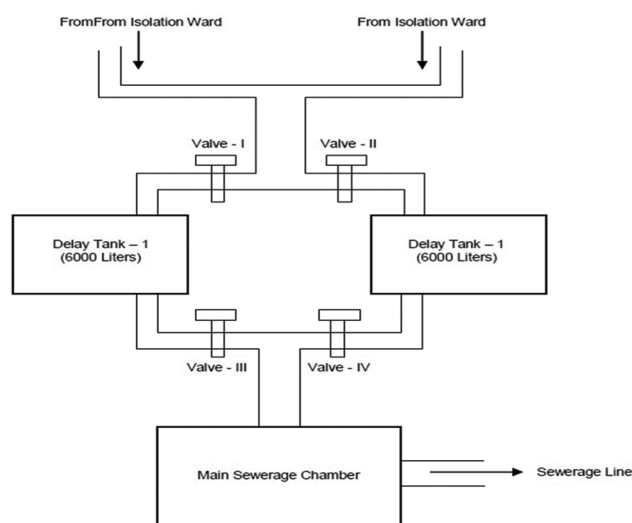 FromFrom Isolation Ward
From Isolation Ward
Valve - I
Valve - II
Delay Tank – 1
(6000 Liters)
Delay Tank – 1
(6000 Liters)
Valve - III
Valve - IV
Main Sewerage Chamber
Sewerage Line